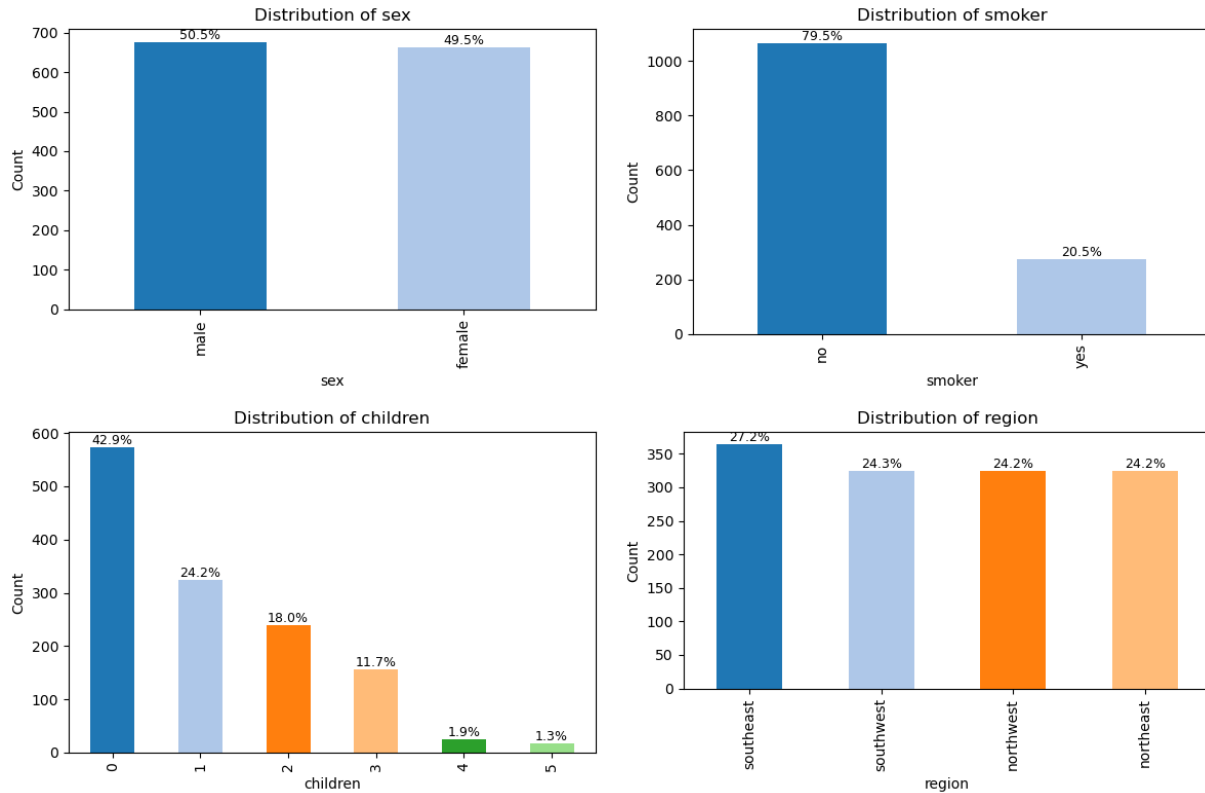 Distribution of sex
700
600
500
400
300
200
100
0
Count
50.5%
49.5%
male
female
sex
Distribution of smoker
1000
800
600
400
200
0
Count
79.5%
20.5%
no
yes
smoker
Distribution of children
600
500
400
300
200
100
0
Count
42.9%
24.2%
18.0%
11.7%
1.9%
1.3%
0
1
2
3
4
5
children
Distribution of region
350
300
250
200
150
100
50
0
Count
27.2%
24.3%
24.2%
24.2%
southeast
southwest
northwest
northeast
region